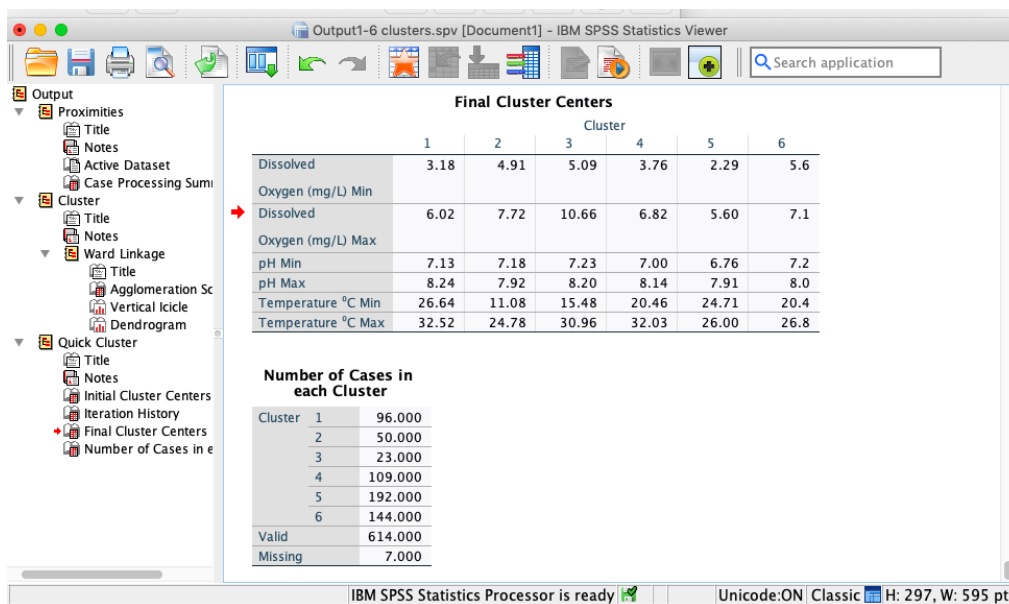 Output1-6 clusters.spv [Document1] - IBM SPSS Statistics Viewer
Search application
Output
Proximities
Title
Notes
Active Dataset
Case Processing Sum
Cluster
Title
Notes
Ward Linkage
Title
Agglomeration Sc
Vertical Icicle
Dendrogram
Quick Cluster
Title
Notes
Initial Cluster Centers
Iteration History
Final Cluster Centers
Number of Cases in e
Final Cluster Centers
Cluster
1 2 3 4 5 6
Dissolved 3.18 4.91 5.09 3.76 2.29 5.6
Oxygen (mg/L) Min
Dissolved 6.02 7.72 10.66 6.82 5.60 7.1
Oxygen (mg/L) Max
pH Min 7.13 7.18 7.23 7.00 6.76 7.2
pH Max 8.24 7.92 8.20 8.14 7.91 8.0
Temperature ⁰C Min 26.64 11.08 15.48 20.46 24.71 20.4
Temperature ⁰C Max 32.52 24.78 30.96 32.03 26.00 26.8
Number of Cases in
each Cluster
Cluster 1 96.000
2 50.000
3 23.000
4 109.000
5 192.000
6 144.000
Valid 614.000
Missing 7.000
IBM SPSS Statistics Processor is ready Unicode:ON Classic H: 297, W: 595 pt